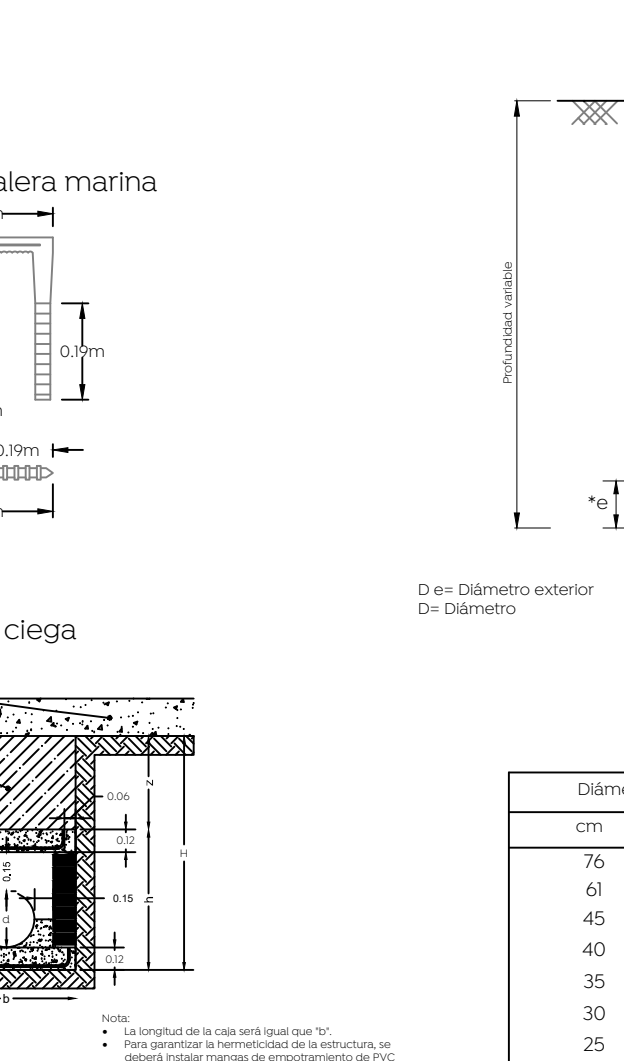 alera marina
0.19m
0.19m
Profundidad variable
e*
D e= Diámetro exterior
D= Diámetro
ciega
z
0.06
0.12
H
0.15
0.15
h
d
0.12
b
Nota:
• La longitud de la caja será igual que "b".
• Para garantizar la hermeticidad de la estructura, se
deberá instalar mangas de empotramiento de PVC
Diáme
cm
76
61
45
40
35
30
25